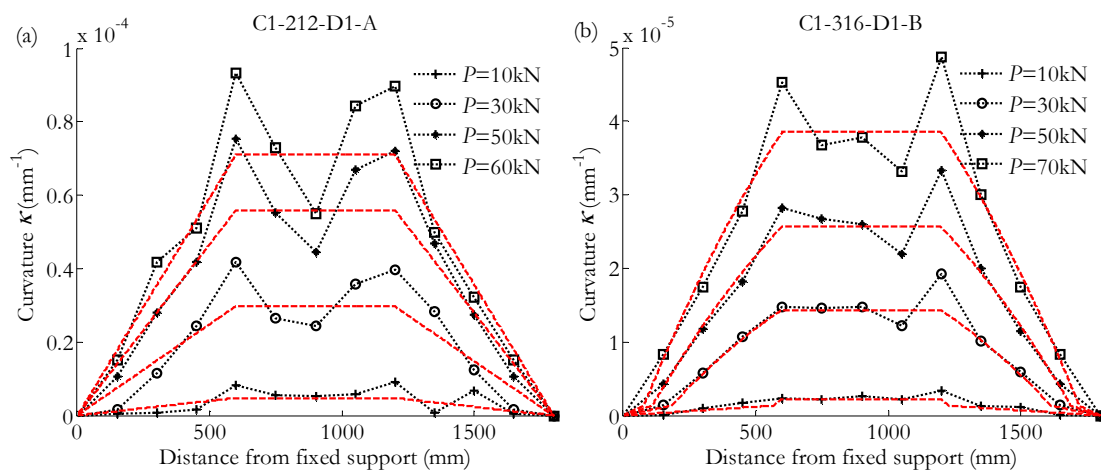 (a)
C1-212-D1-A
x 10⁻⁴
1
0.8
0.6
0.4
0.2
0
Curvature κ (mm⁻¹)
P=10kN
P=30kN
P=50kN
P=60kN
0 500 1000 1500
Distance from fixed support (mm)
(b)
C1-316-D1-B
x 10⁻⁵
5
4
3
2
1
0
Curvature κ (mm⁻¹)
P=10kN
P=30kN
P=50kN
P=70kN
0 500 1000 1500
Distance from fixed support (mm)